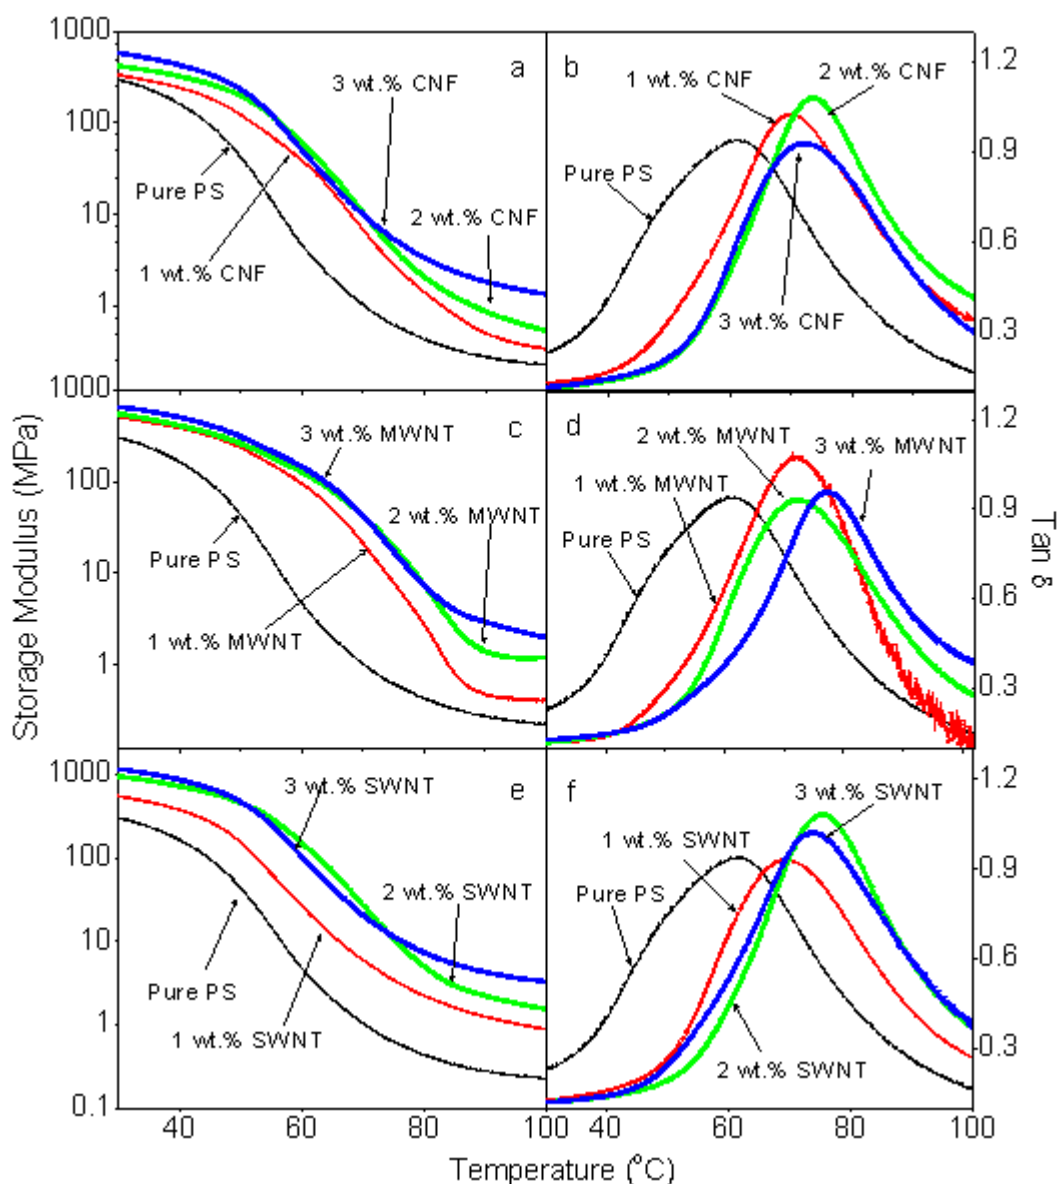 1000
100
10
1
a
3 wt.% CNF
Pure PS
2 wt.% CNF
1 wt.% CNF
b
1 wt.% CNF
2 wt.% CNF
Pure PS
3 wt.% CNF
1.2
0.9
0.6
0.3
1000
100
10
1
c
3 wt.% MWNT
2 wt.% MWNT
Pure PS
1 wt.% MWNT
d
2 wt.% MWNT
3 wt.% MWNT
1 wt.% MWNT
Pure PS
1.2
0.9
0.6
0.3
1000
100
10
1
0.1
e
3 wt.% SWNT
2 wt.% SWNT
Pure PS
1 wt.% SWNT
f
3 wt.% SWNT
1 wt.% SWNT
Pure PS
2 wt.% SWNT
1.2
0.9
0.6
0.3
40 60 80 100 40 60 80 100
Storage Modulus (MPa)
Tan δ
Temperature (°C)